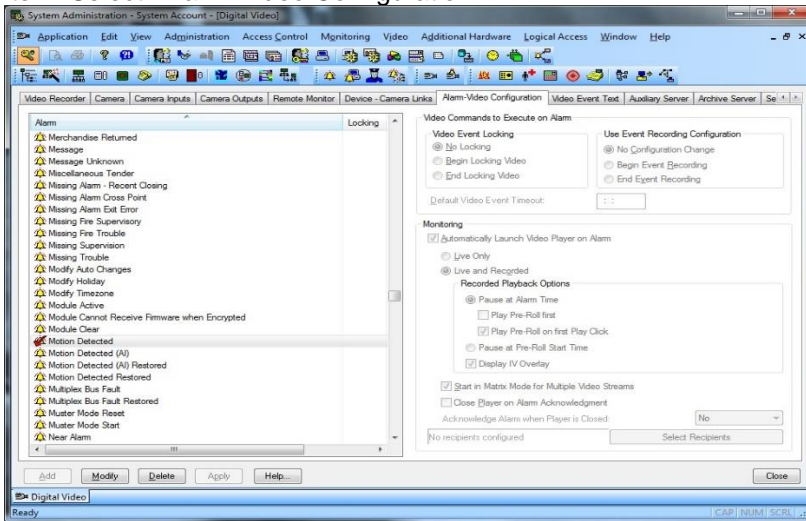 System Administration - System Account - [Digital Video]
Application Edit View Administration Access Control Monitoring Video Additional Hardware Logical Access Window Help
Video Recorder Camera Camera Inputs Camera Outputs Remote Monitor Device - Camera Links Alarm-Video Configuration Video Event Text Auxiliary Server Archive Server Se
Alarm Locking
Merchandise Returned
Message
Message Unknown
Miscellaneous Tender
Missing Alarm - Recent Closing
Missing Alarm Cross Point
Missing Alarm Exit Error
Missing Fire Supervisory
Missing Fire Trouble
Missing Supervision
Missing Trouble
Modify Auto Changes
Modify Holiday
Modify Timezone
Module Active
Module Cannot Receive Firmware when Encrypted
Module Clear
Motion Detected
Motion Detected (AI)
Motion Detected (AI) Restored
Motion Detected Restored
Multiplex Bus Fault
Multiplex Bus Fault Restored
Muster Mode Reset
Muster Mode Start
Near Alarm
Video Commands to Execute on Alarm
Video Event Locking
No Locking
Begin Locking Video
End Locking Video
Use Event Recording Configuration
No Configuration Change
Begin Event Recording
End Event Recording
Default Video Event Timeout: : :
Monitoring
Automatically Launch Video Player on Alarm
Live Only
Live and Recorded
Recorded Playback Options
Pause at Alarm Time
Play Pre-Roll first
Play Pre-Roll on first Play Click
Pause at Pre-Roll Start Time
Display IV Overlay
Start in Matrix Mode for Multiple Video Streams
Close Player on Alarm Acknowledgment
Acknowledge Alarm when Player is Closed: No
No recipients configured Select Recipients
Add Modify Delete Apply Help... Close
Digital Video
Ready CAP NUM SCRL